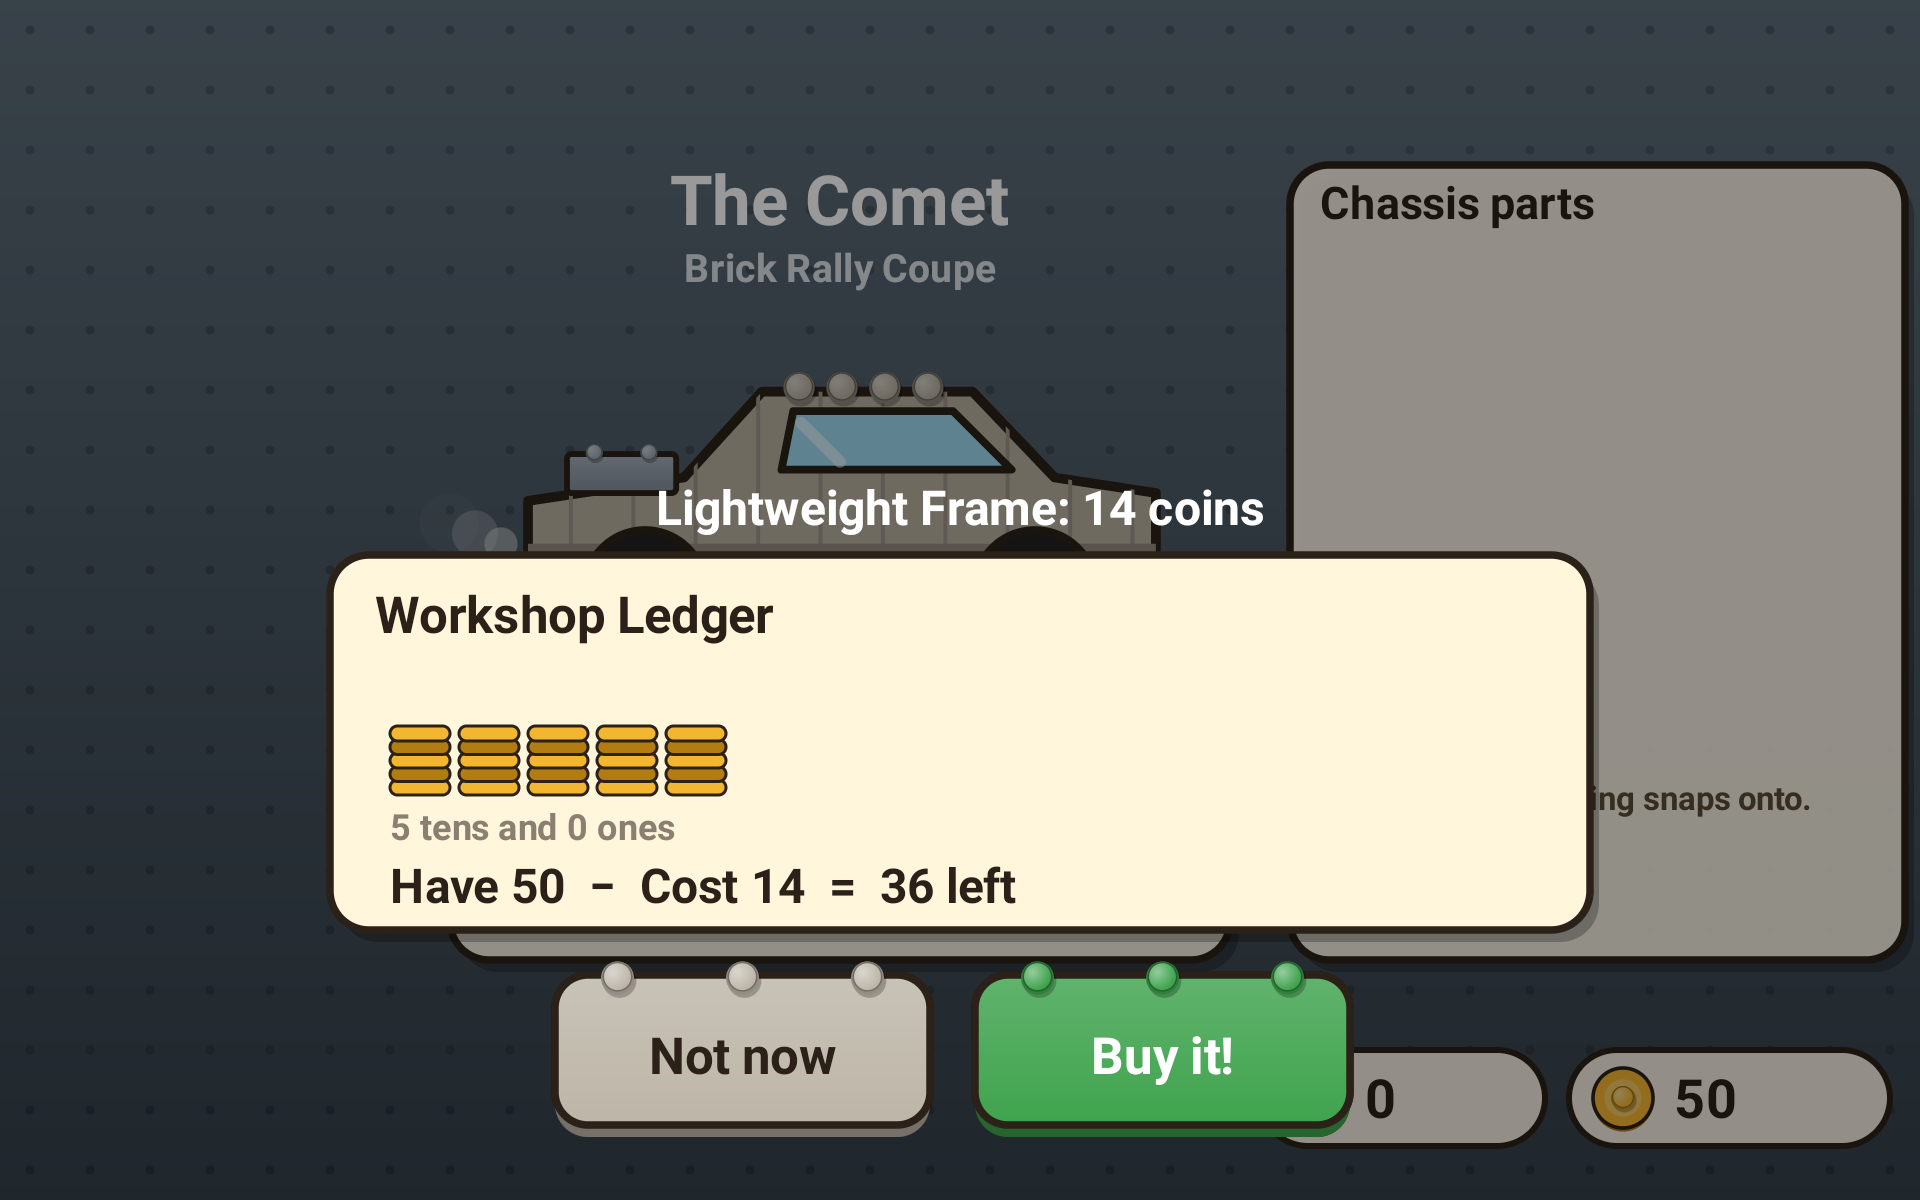 The Comet
Brick Rally Coupe
Chassis parts
Lightweight Frame: 14 coins
Workshop Ledger
5 tens and 0 ones
Have 50 − Cost 14 = 36 left
snaps onto.
Not now
Buy it!
0
50